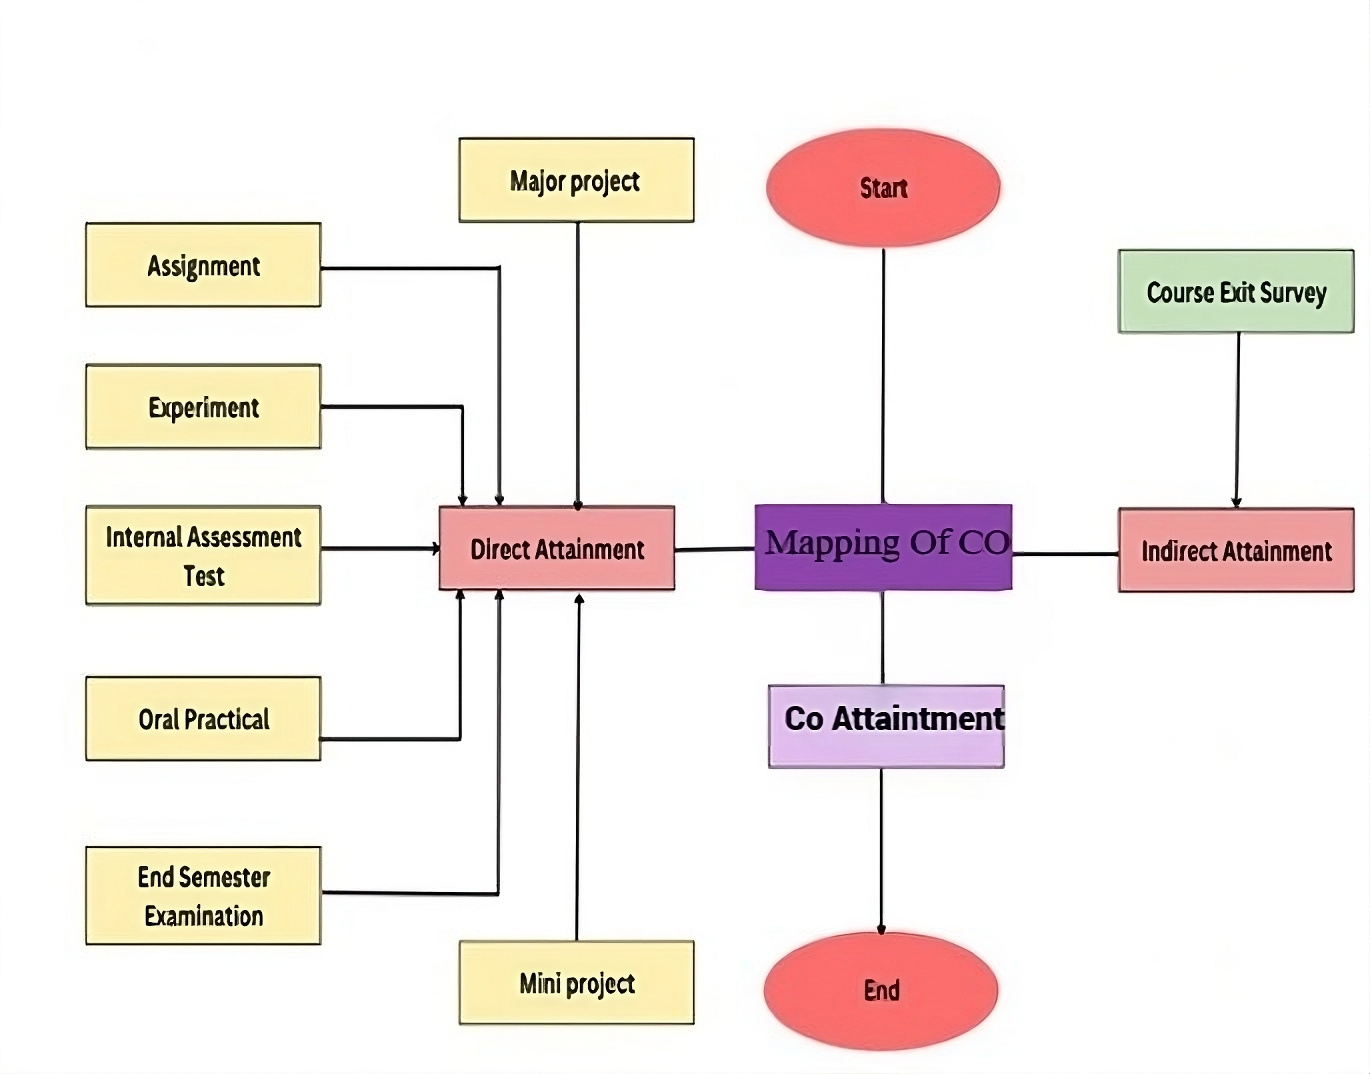 Major project
Start
Assignment
Course Exit Survey
Experiment
Internal Assessment
Test
Direct Attainment
Mapping Of CO
Indirect Attainment
Oral Practical
Co Attaintment
End Semester
Examination
Mini project
End